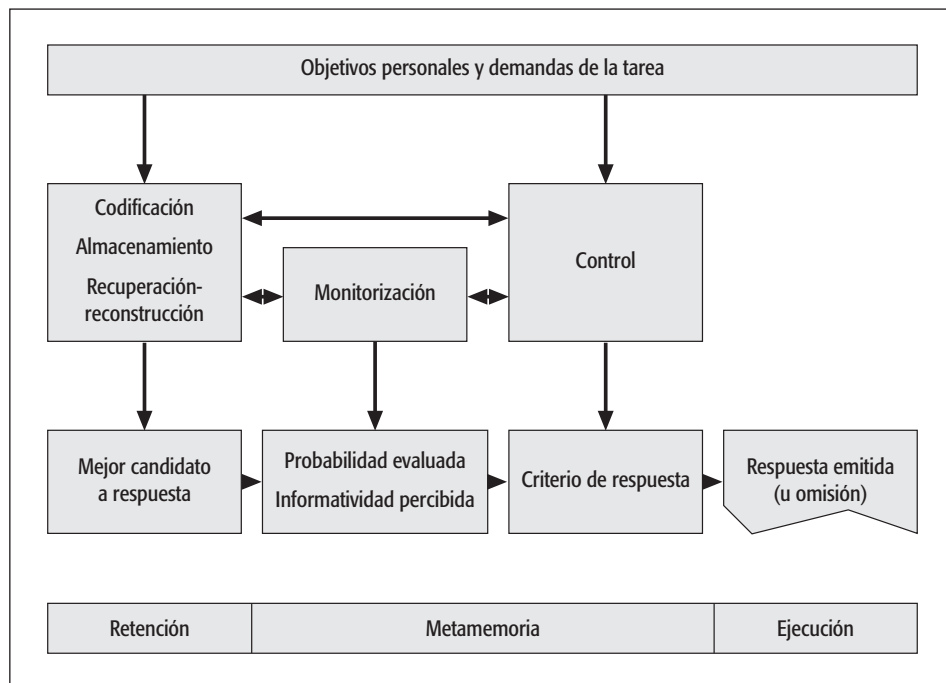 Objetivos personales y demandas de la tarea
Codificación
Almacenamiento
Recuperación-
reconstrucción
Monitorización
Control
Mejor candidato
a respuesta
Probabilidad evaluada
Informatividad percibida
Criterio de respuesta
Respuesta emitida
(u omisión)
Retención
Metamemoria
Ejecución